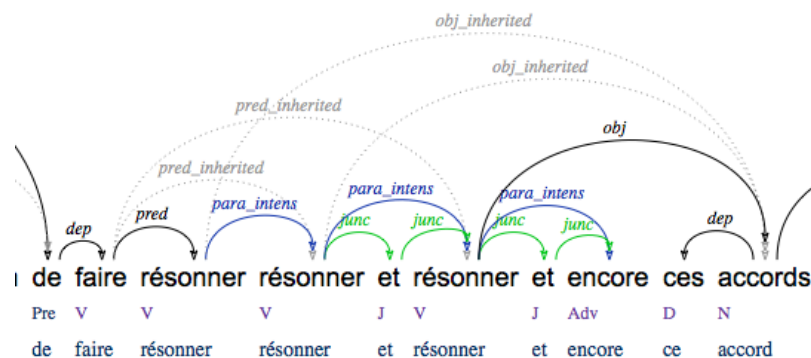 obj_inherited
obj_inherited
pred_inherited
obj
pred_inherited
para_intens para_intens
dep pred para_intens junc junc junc junc dep
de faire résonner résonner et résonner et encore ces accords
Pre V V V J V J Adv D N
de faire résonner résonner et résonner et encore ce accord